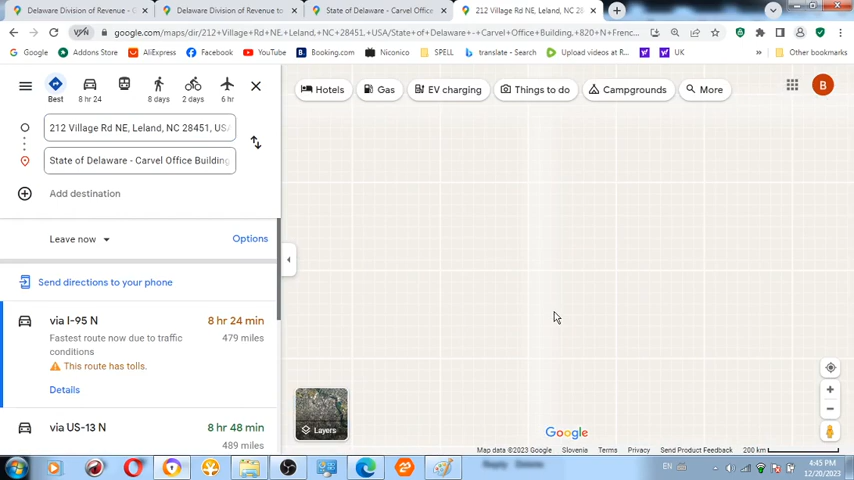 Delaware Division of Revenue -
Delaware Division of Revenue to
State of Delaware - Carvel Office
212 Village Rd NE, Leland, NC 28
VPN
google.com/maps/dir/212+Village+Rd+NE,+Leland,+NC+28451,+USA/State+of+Delaware+-+Carvel+Office+Building,+820+N+Frenc...
Google
Addons Store
AliExpress
Facebook
YouTube
Booking.com
Niconico
SPELL
translate - Search
Upload videos at R...
UK
»
Other bookmarks
Best
8 hr 24
8 days
2 days
6 hr
Hotels
Gas
EV charging
Things to do
Campgrounds
More
B
212 Village Rd NE, Leland, NC 28451, USA
State of Delaware - Carvel Office Building
Add destination
Leave now
Options
Send directions to your phone
via I-95 N
8 hr 24 min
Fastest route now due to traffic
479 miles
conditions
This route has tolls.
Details
via US-13 N
8 hr 48 min
489 miles
Layers
Google
Map data ©2023 Google
Slovenia
Terms
Privacy
Send Product Feedback
200 km
EN
4:45 PM
12/20/2023